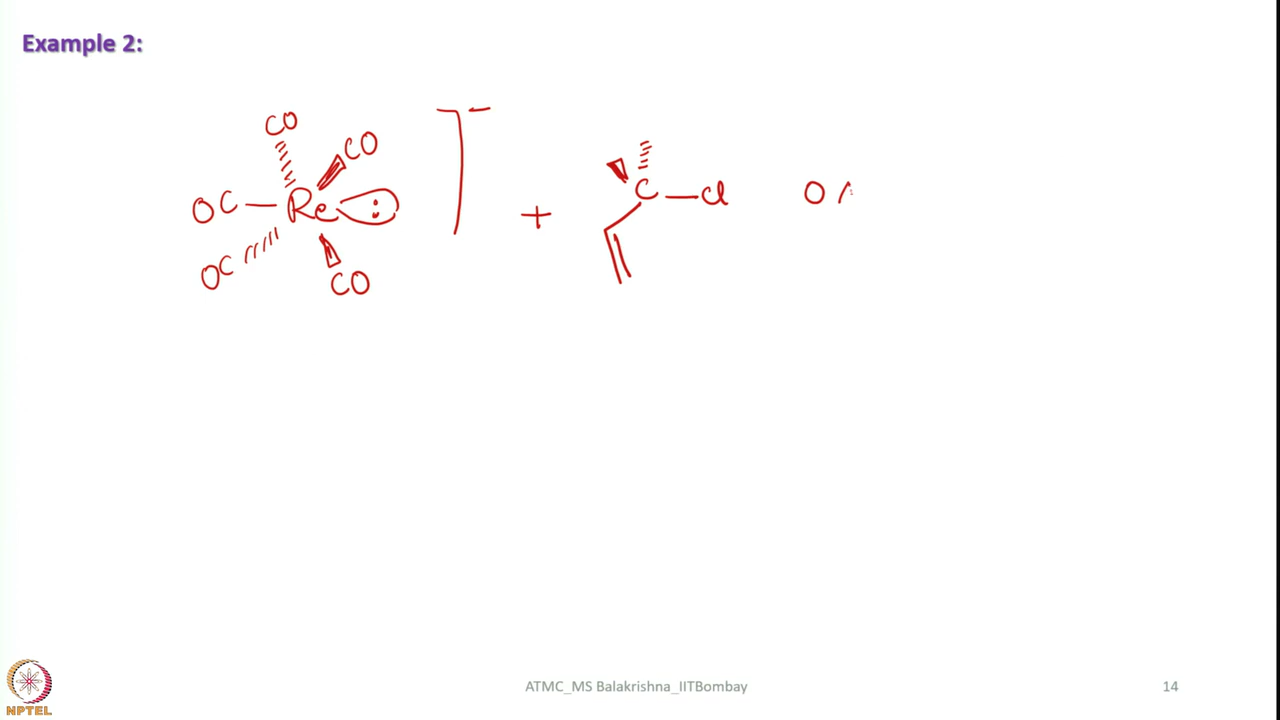 Example 2:
CO
CO
OC Re : ] –
OC
CO
+
C Cl
O
ATMC_MS Balakrishna_IITBombay
14
NPTEL